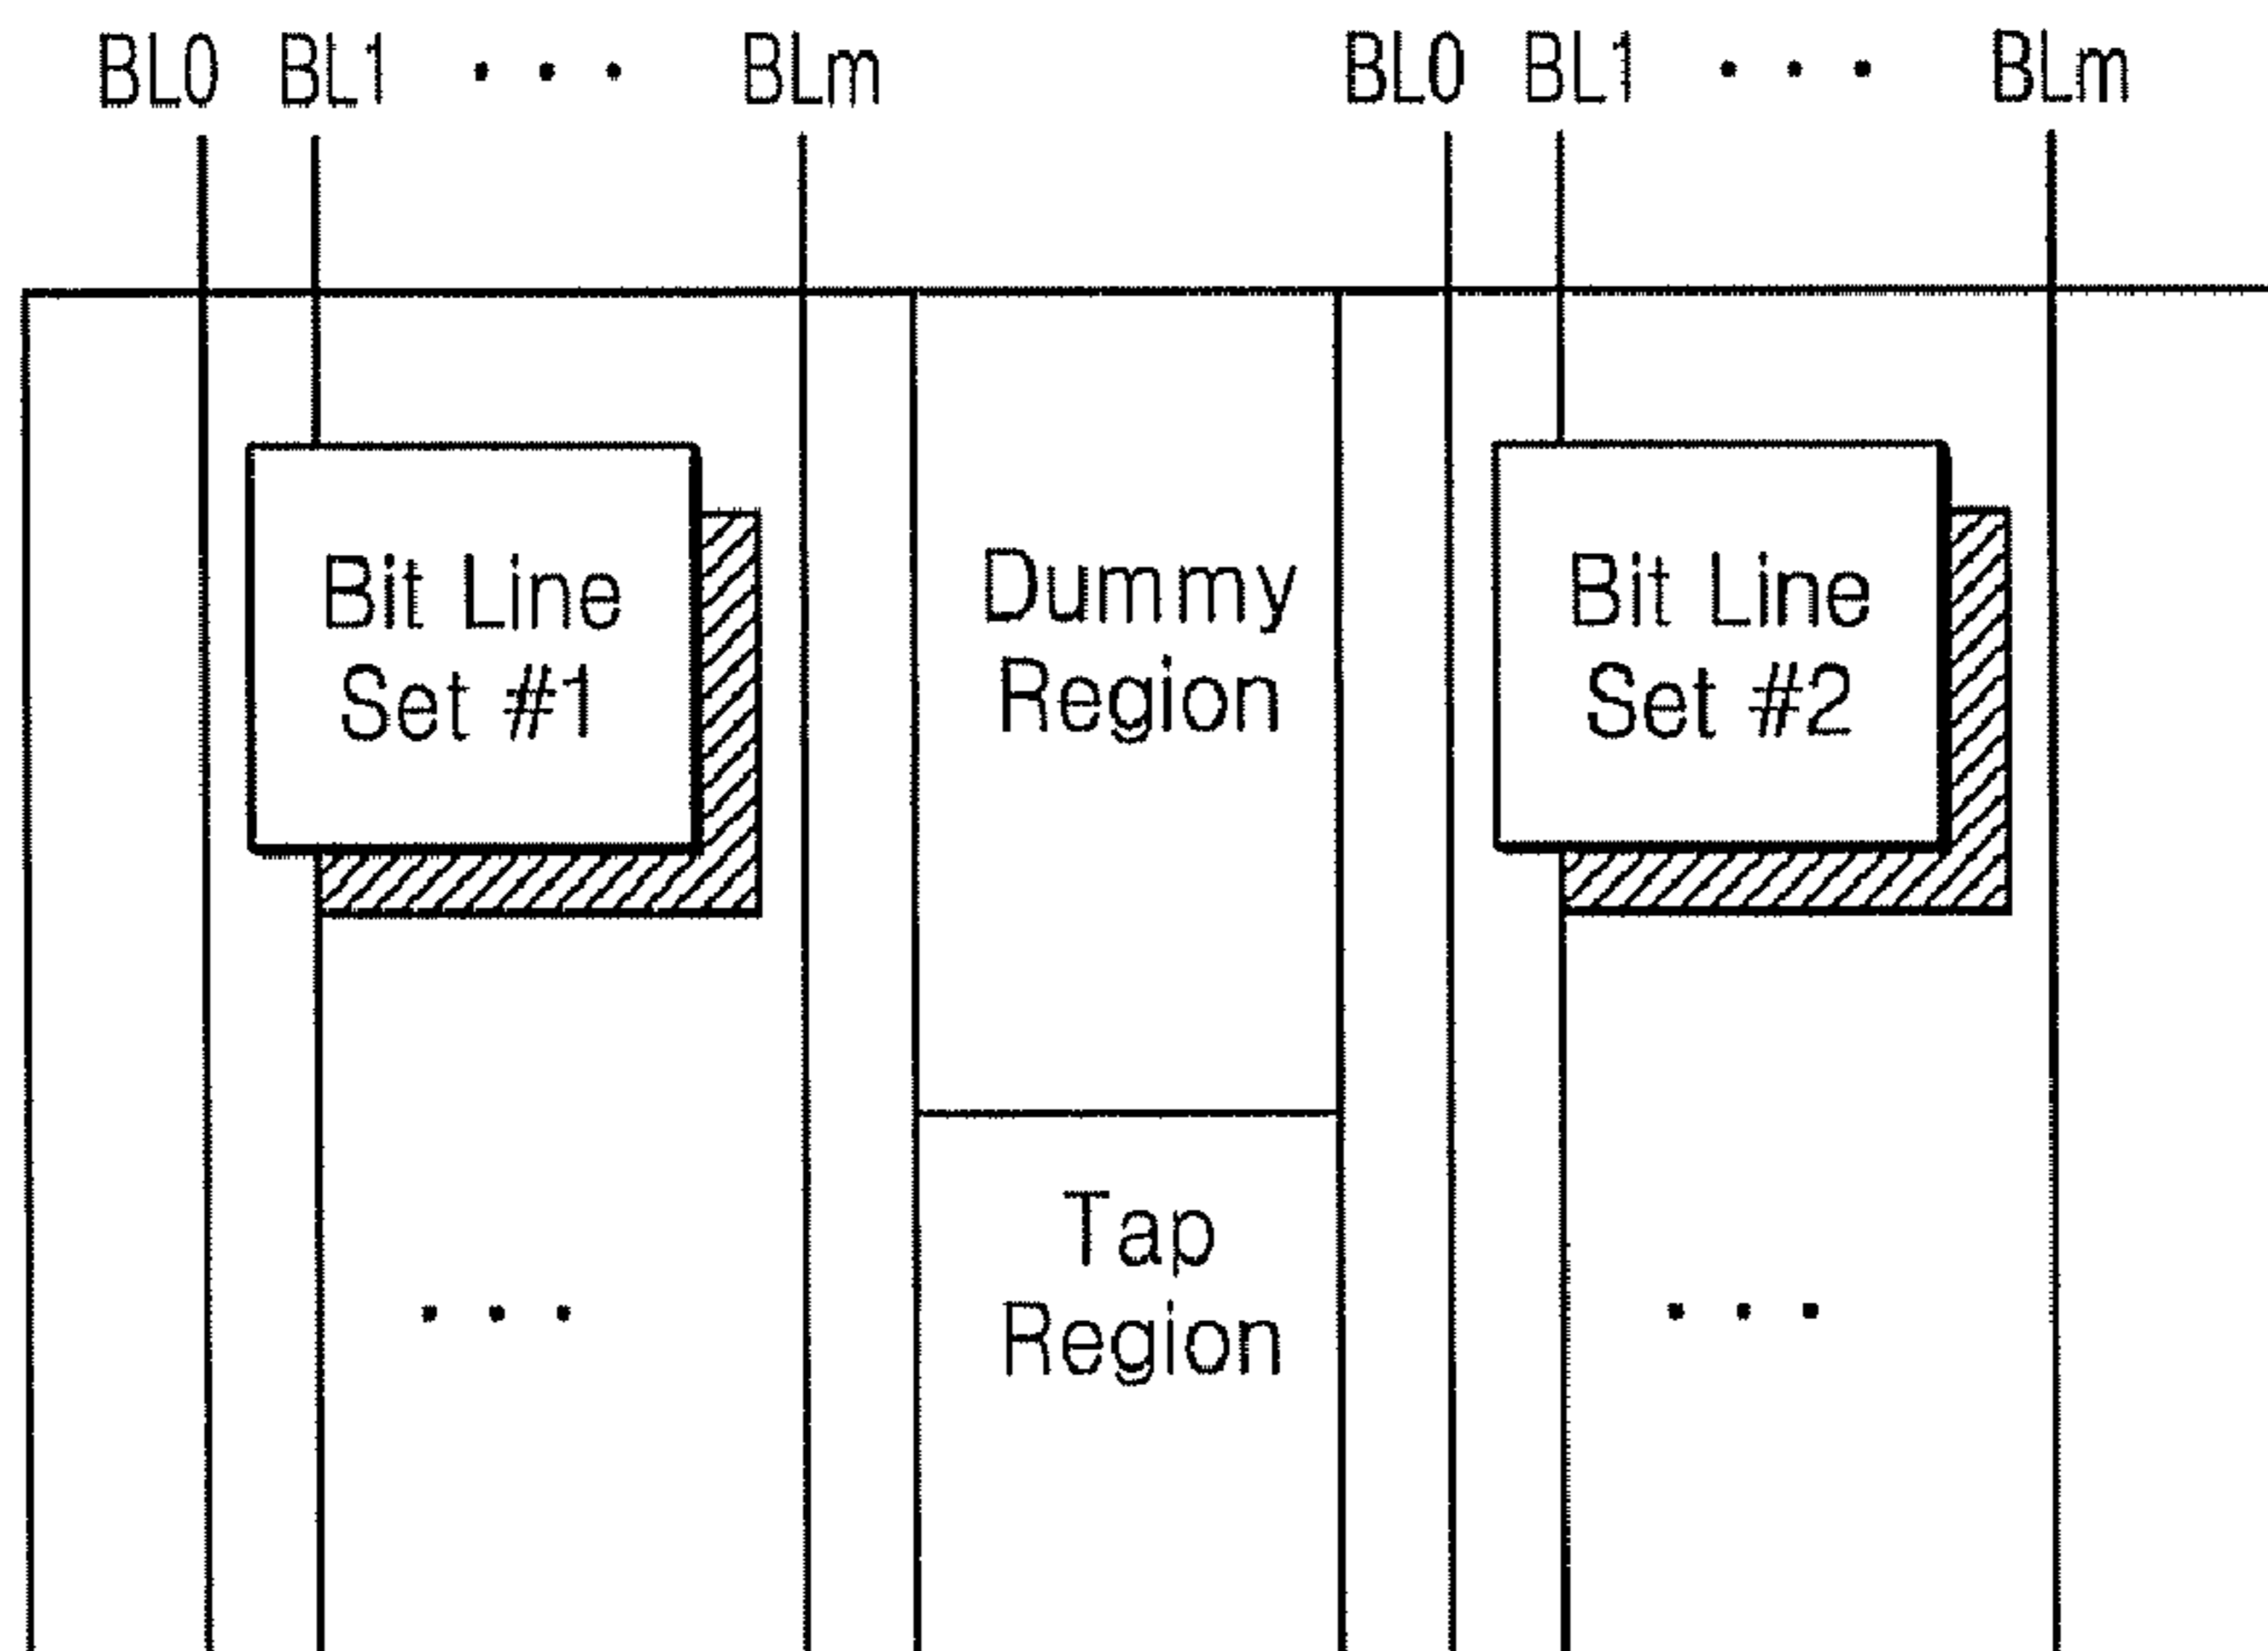 BL0 BL1 • • • BLm BL0 BL1 • • • BLm
Bit Line
Set #1
Dummy
Region
Bit Line
Set #2
Tap
Region
• • •
• • •